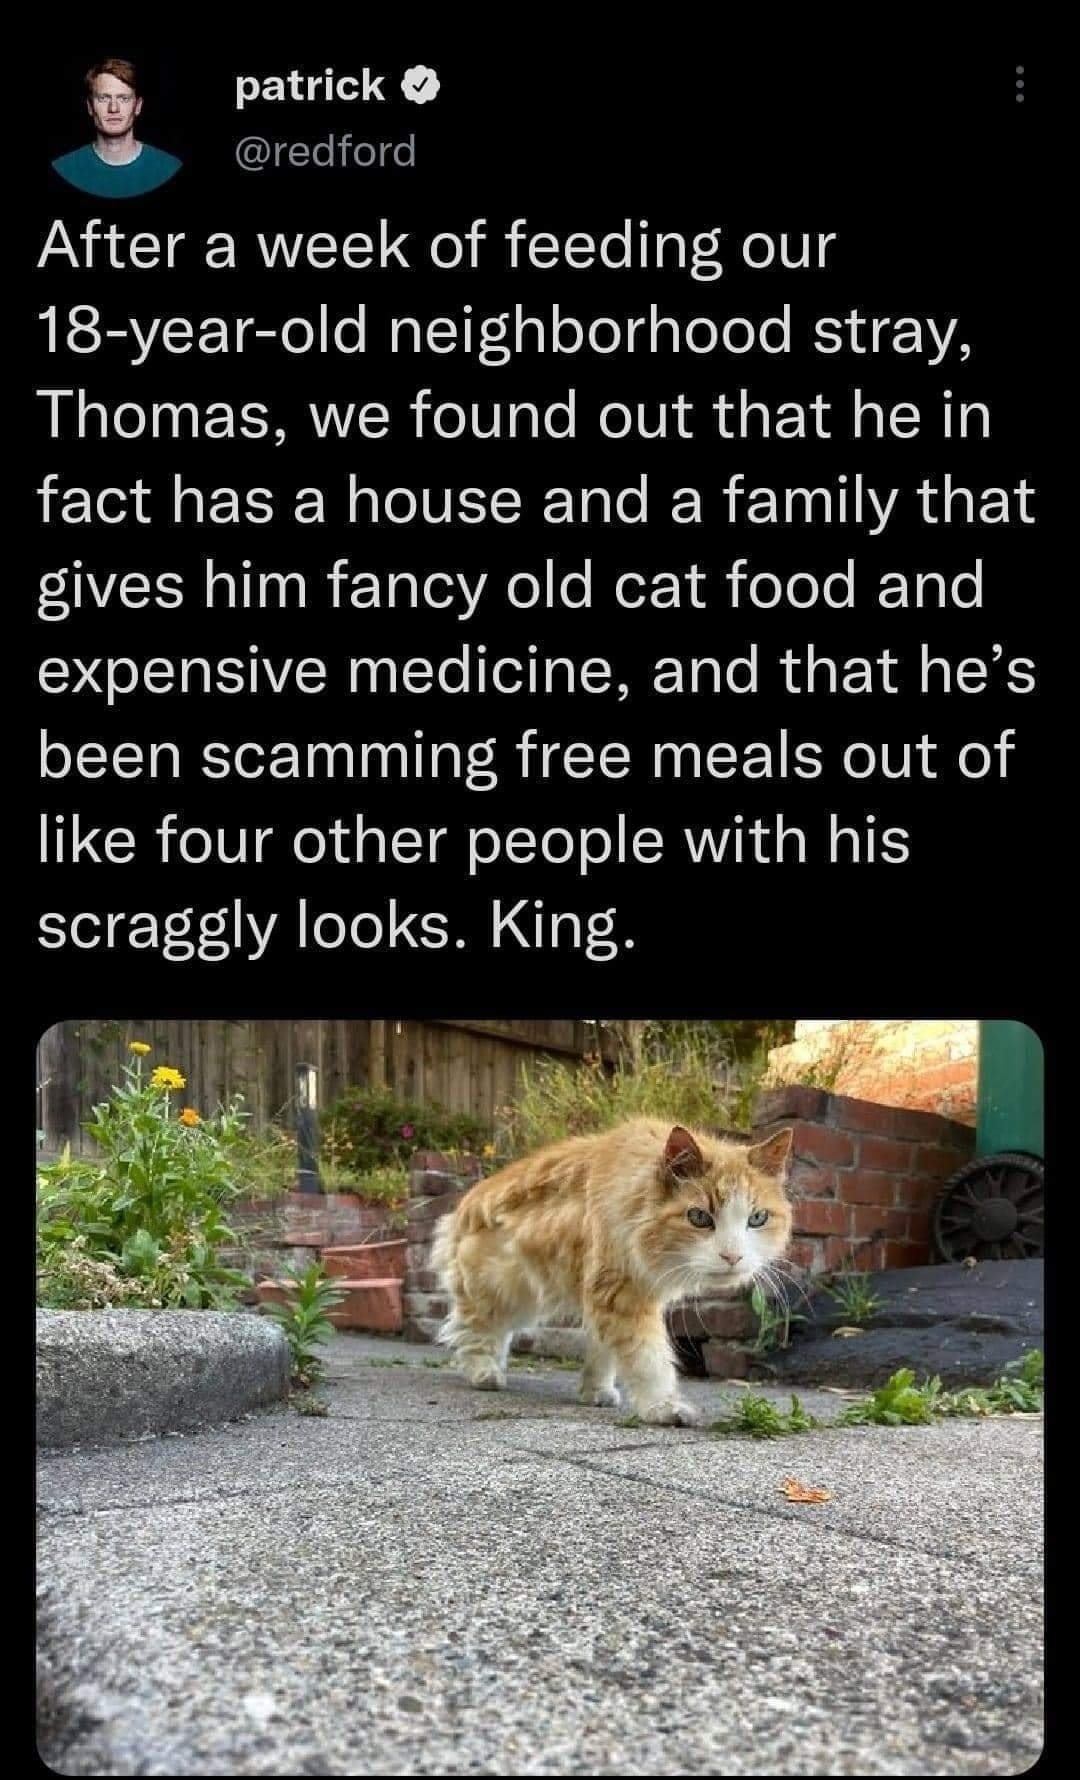 patrick
@redford
After a week of feeding our
18-year-old neighborhood stray,
Thomas, we found out that he in
fact has a house and a family that
gives him fancy old cat food and
expensive medicine, and that he’s
been scamming free meals out of
like four other people with his
scraggly looks. King.